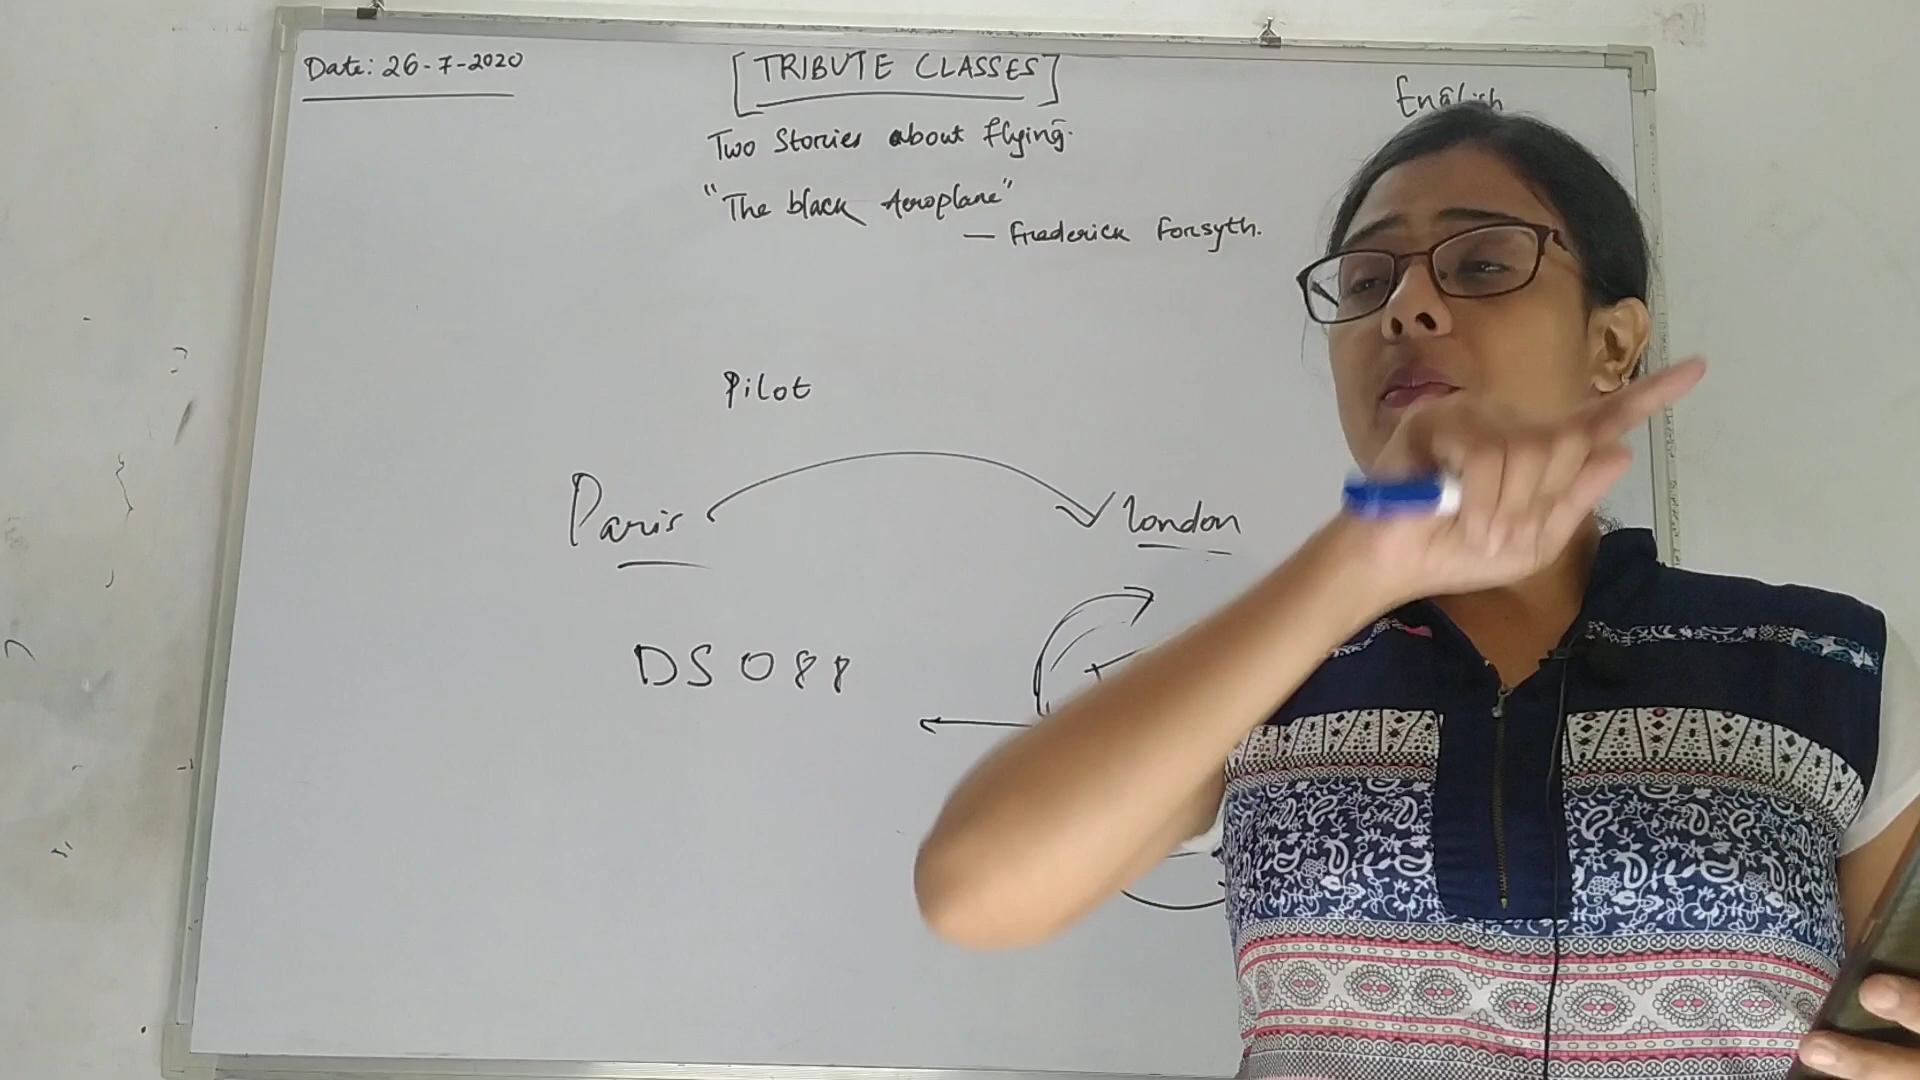 Date: 26-7-2020
[TRIBUTE CLASSES]
English
Two Stories about flying.
"The black Aeroplane"
— Frederick Forsyth.
Pilot
Paris
London
DS 088